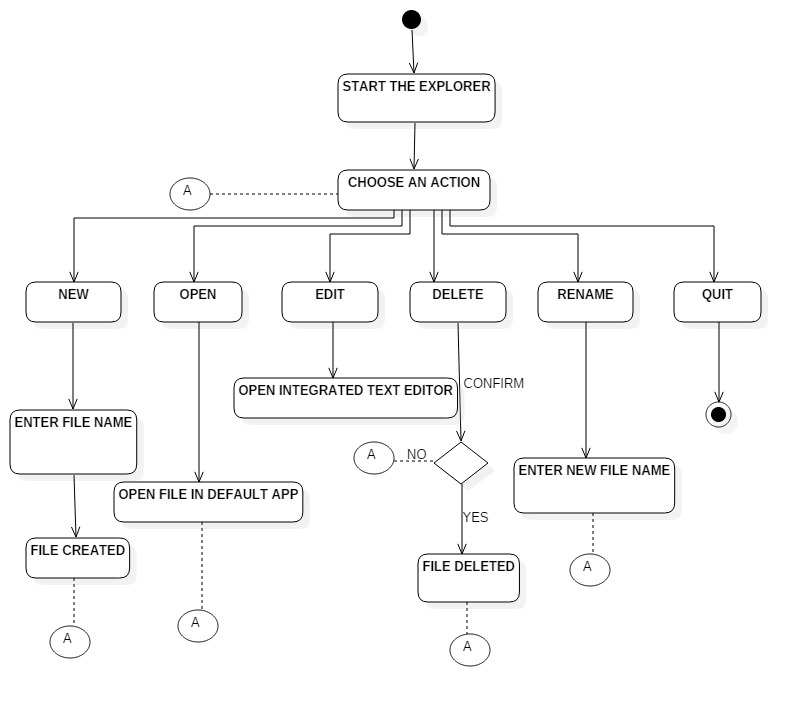 START THE EXPLORER
A
CHOOSE AN ACTION
NEW
OPEN
EDIT
DELETE
RENAME
QUIT
OPEN INTEGRATED TEXT EDITOR
CONFIRM
ENTER FILE NAME
A
NO
ENTER NEW FILE NAME
OPEN FILE IN DEFAULT APP
YES
FILE CREATED
FILE DELETED
A
A
A
A